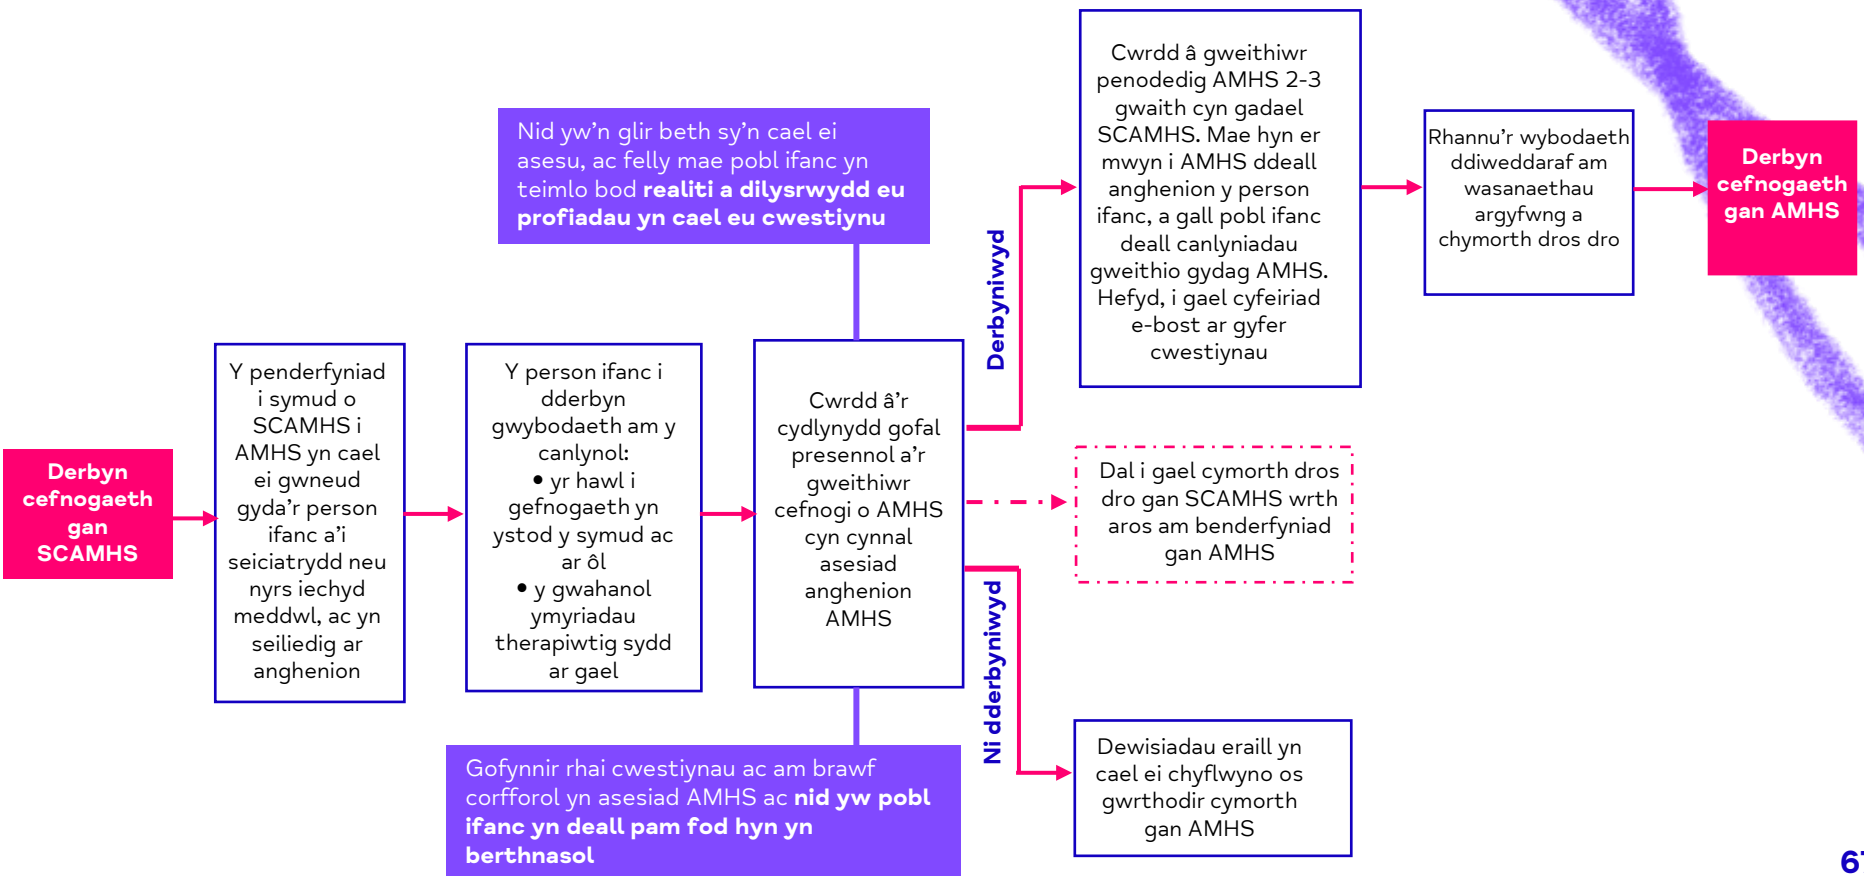 Derbyn
cefnogaeth
gan
SCAMHS
Y penderfyniad
i symud o
SCAMHS i
AMHS yn cael
ei gwneud
gyda'r person
ifanc a'i
seiciatrydd neu
nyrs iechyd
meddwl, ac yn
seiliedig ar
anghenion
Y person ifanc i
dderbyn
gwybodaeth am y
canlynol:
• yr hawl i
gefnogaeth yn
ystod y symud ac
ar ôl
• y gwahanol
ymyriadau
therapiwtig sydd
ar gael
Nid yw'n glir beth sy'n cael ei
asesu, ac felly mae pobl ifanc yn
teimlo bod realiti a dilysrwydd eu
profiadau yn cael eu cwestiynu
Cwrdd â'r
cydlynydd gofal
presennol a'r
gweithiwr
cefnogi o AMHS
cyn cynnal
asesiad
anghenion
AMHS
Gofynnir rhai cwestiynau ac am brawf
corfforol yn asesiad AMHS ac nid yw pobl
ifanc yn deall pam fod hyn yn
berthnasol
Derbyniwyd
Cwrdd â gweithiwr
penodedig AMHS 2-3
gwaith cyn gadael
SCAMHS. Mae hyn er
mwyn i AMHS ddeall
anghenion y person
ifanc, a gall pobl ifanc
deall canlyniadau
gweithio gydag AMHS.
Hefyd, i gael cyfeiriad
e-bost ar gyfer
cwestiynau
Rhannu'r wybodaeth
ddiweddaraf am
wasanaethau
argyfwng a
chymorth dros dro
Derbyn
cefnogaeth
gan AMHS
Dal i gael cymorth dros
dro gan SCAMHS wrth
aros am benderfyniad
gan AMHS
Ni dderbyniwyd
Dewisiadau eraill yn
cael ei chyflwyno os
gwrthodir cymorth
gan AMHS